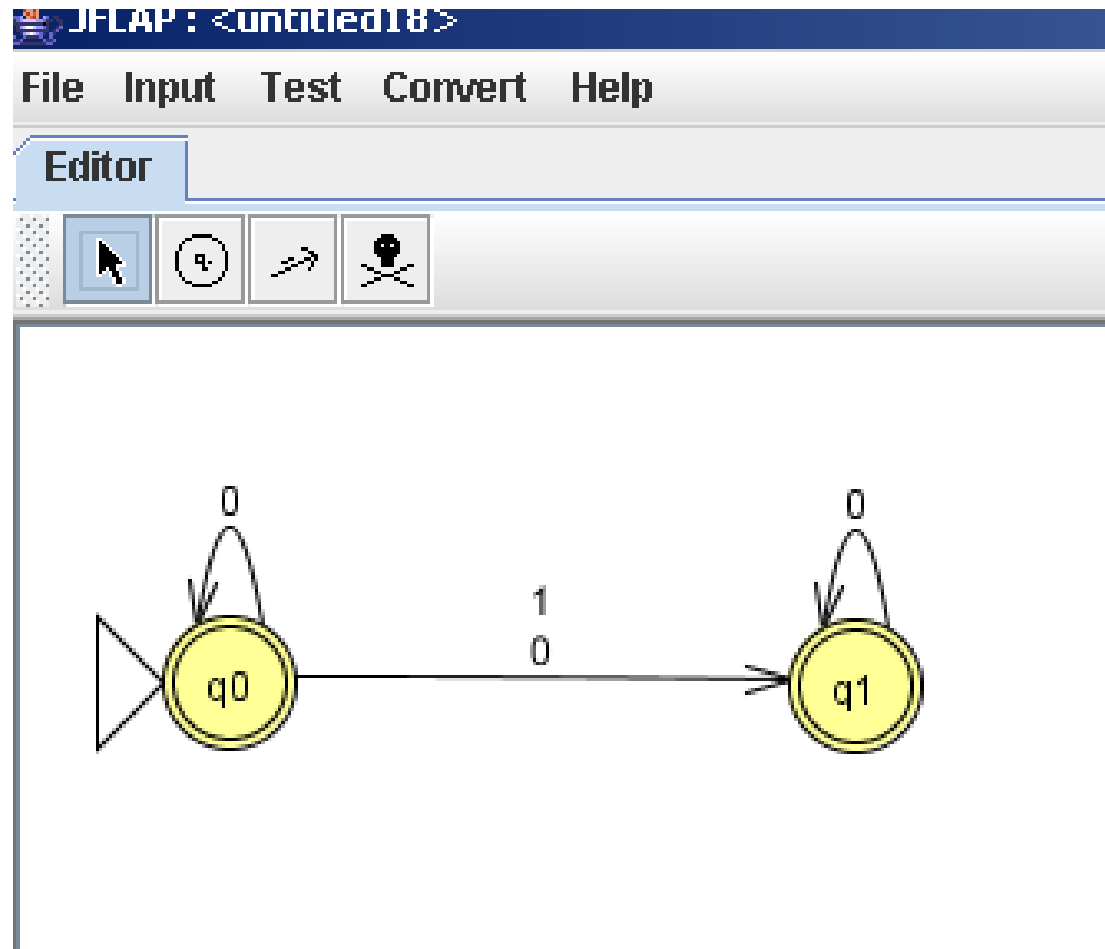 JFLAP : <untitled18>
File Input Test Convert Help
Editor
q
0
0
1
0
q0
q1